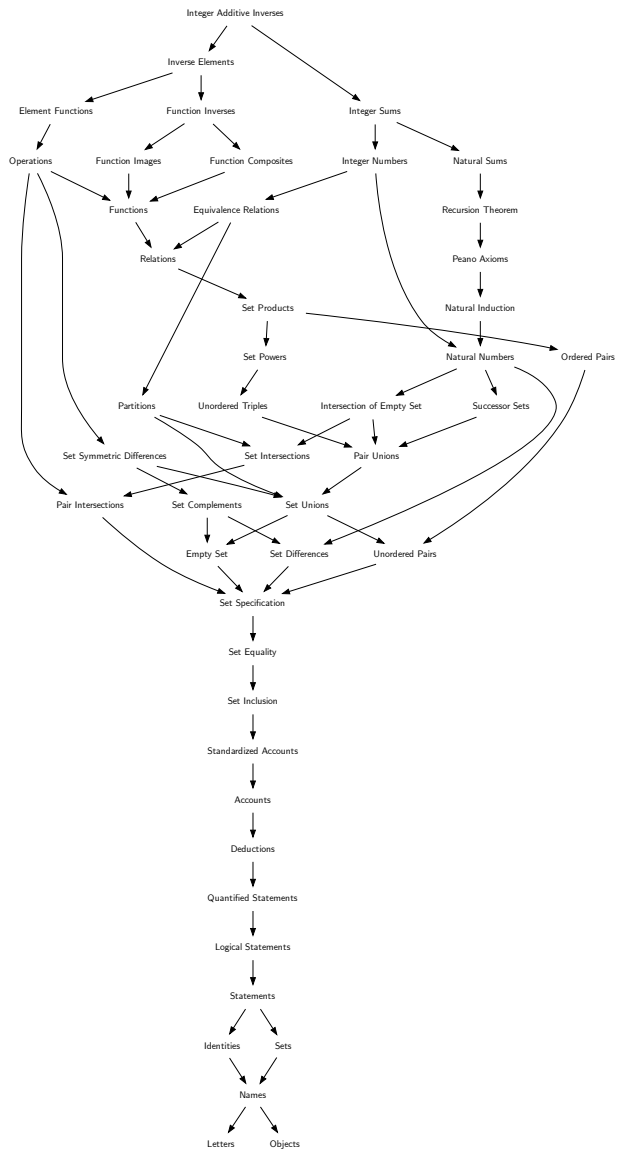 Integer Additive Inverses
Inverse Elements
Element Functions
Function Inverses
Integer Sums
Operations
Function Images
Function Composites
Integer Numbers
Natural Sums
Functions
Equivalence Relations
Recursion Theorem
Relations
Peano Axioms
Set Products
Natural Induction
Set Powers
Natural Numbers
Ordered Pairs
Partitions
Unordered Triples
Intersection of Empty Set
Successor Sets
Set Symmetric Differences
Set Intersections
Pair Unions
Pair Intersections
Set Complements
Set Unions
Empty Set
Set Differences
Unordered Pairs
Set Specification
Set Equality
Set Inclusion
Standardized Accounts
Accounts
Deductions
Quantified Statements
Logical Statements
Statements
Identities
Sets
Names
Letters
Objects